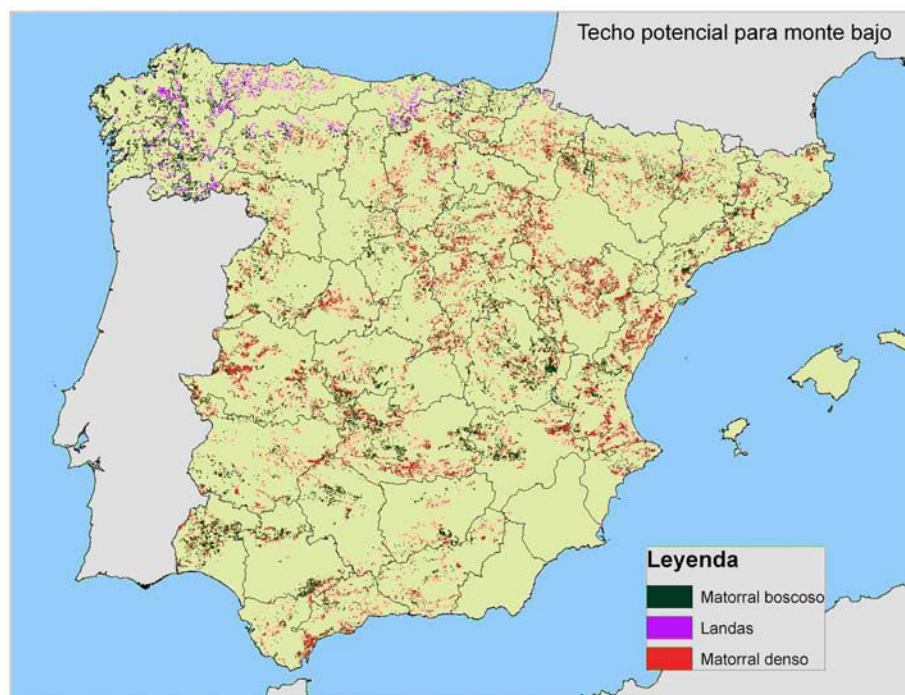 Techo potencial para monte bajo
Leyenda
Matorral boscoso
Landas
Matorral denso